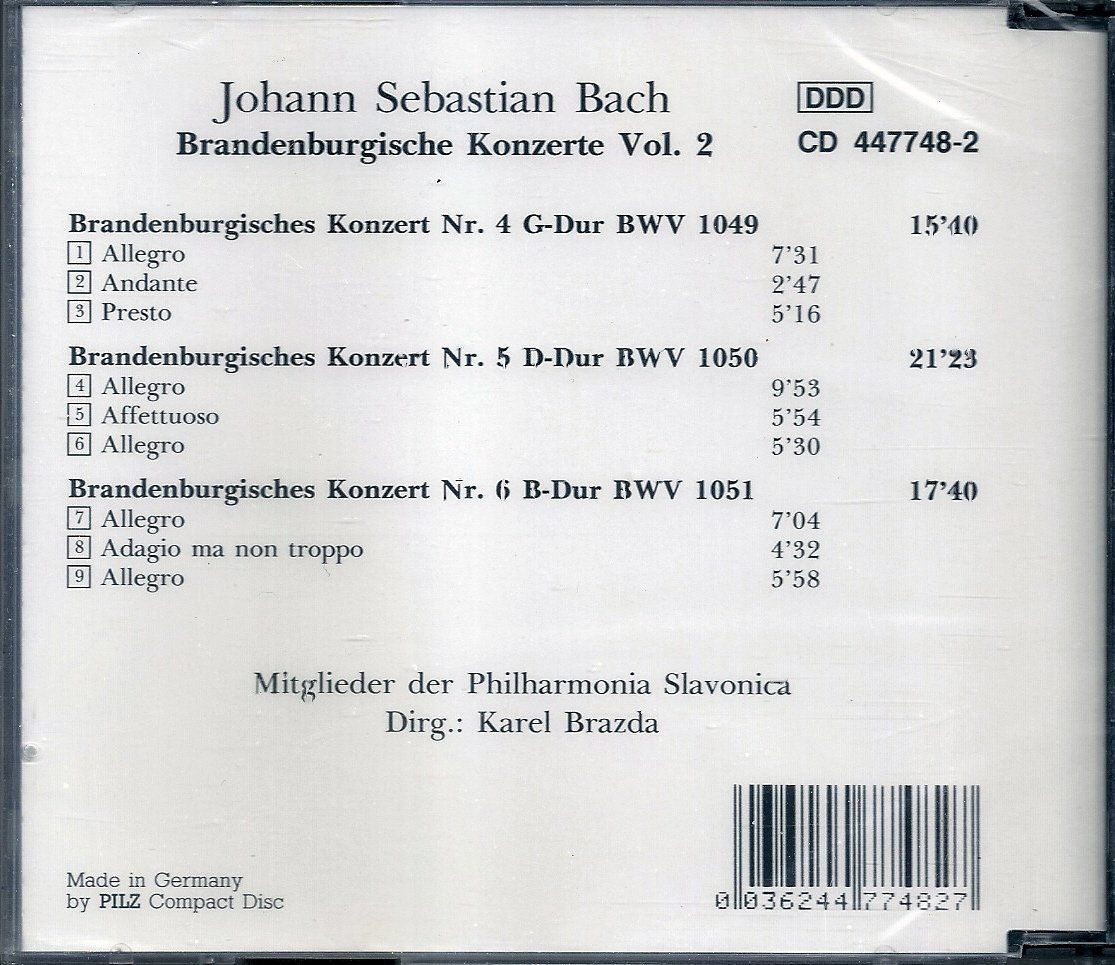 Johann Sebastian Bach DDD
Brandenburgische Konzerte Vol. 2 CD 447748-2
Brandenburgisches Konzert Nr. 4 G-Dur BWV 1049 15'40
1 Allegro 7'31
2 Andante 2'47
3 Presto 5'16
Brandenburgisches Konzert Nr. 5 D-Dur BWV 1050 21'23
4 Allegro 9'53
5 Affettuoso 5'54
6 Allegro 5'30
Brandenburgisches Konzert Nr. 6 B-Dur BWV 1051 17'40
7 Allegro 7'04
8 Adagio ma non troppo 4'32
9 Allegro 5'58
Mitglieder der Philharmonia Slavonica
Dirg.: Karel Brazda
Made in Germany
by PILZ Compact Disc
0 036244 774827